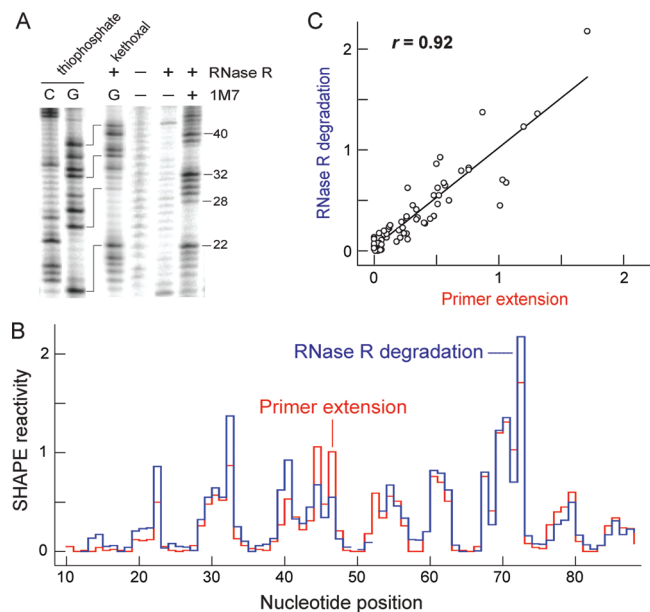 A
thiophosphate
kethoxal
+ – + + RNase R
C G G – – + 1M7
40
32
28
22
C
r = 0.92
2
1
0
RNase R degradation
0 1 2
Primer extension
B
2
1
0
SHAPE reactivity
RNase R degradation
Primer extension
10 20 30 40 50 60 70 80
Nucleotide position